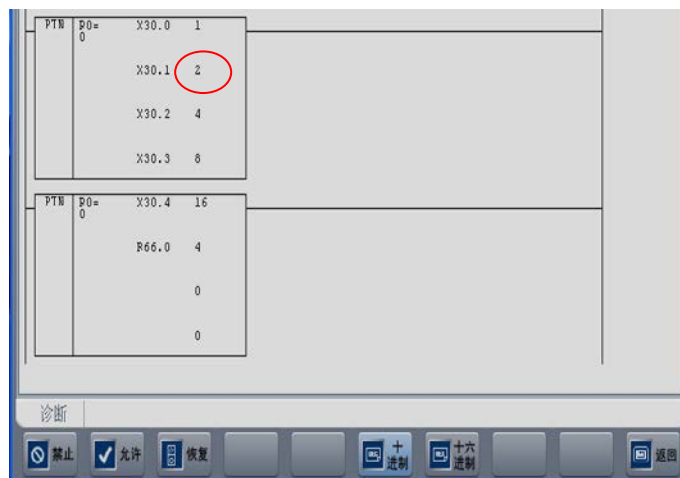 PTN R0= X30.0 1
0
X30.1 2
X30.2 4
X30.3 8
PTN R0= X30.4 16
0
R66.0 4
0
0
诊断
禁止 允许 恢复 十进制 十六进制 返回